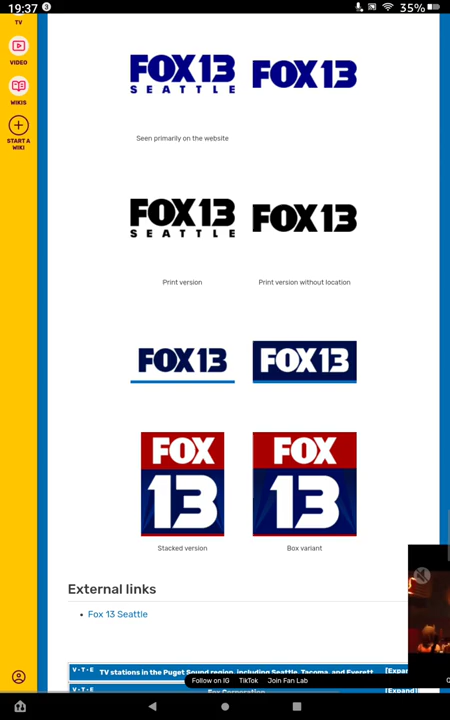 19:37 3 35%
TV
VIDEO
WIKIS
START A
WIKI
FOX 13 FOX 13
SEATTLE
Seen primarily on the website
FOX 13 FOX 13
SEATTLE
Print version Print version without location
FOX 13 FOX 13
FOX FOX
13 13
Stacked version Box variant
External links
• Fox 13 Seattle
V·T·E TV stations in the Puget Sound region, including Seattle, Tacoma, and Everett [Expan
Follow on IG TikTok Join Fan Lab
V·T·E Fox Corporation [Expand]